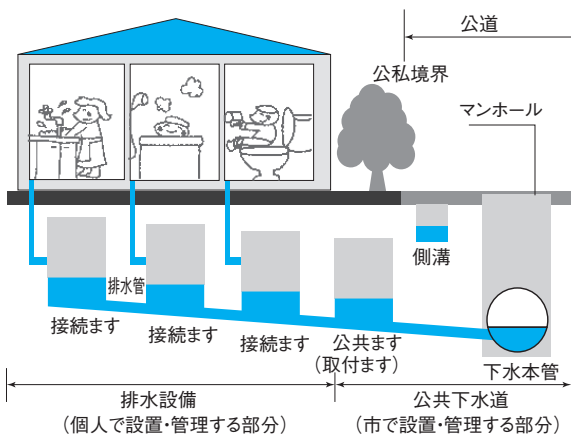 公道
公私境界
マンホール
側溝
排水管
接続ます
接続ます
接続ます
公共ます
(取付ます)
下水本管
排水設備
(個人で設置・管理する部分)
公共下水道
(市で設置・管理する部分)